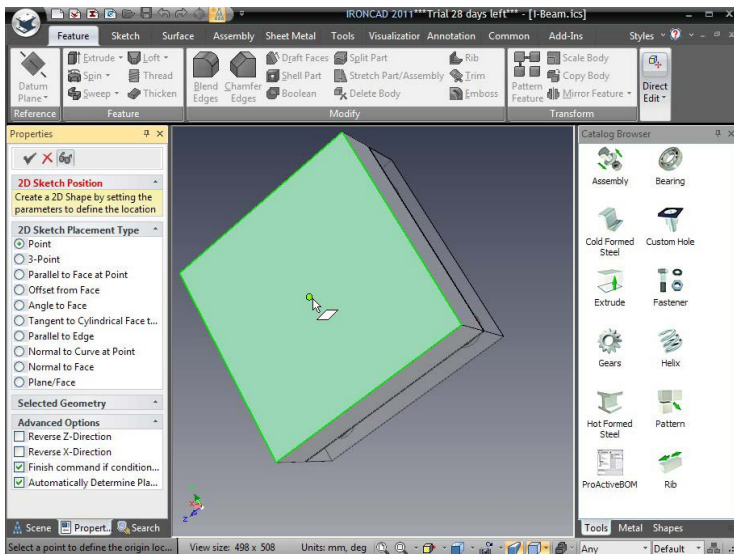 IRONCAD 2011***Trial 28 days left*** - [I-Beam.ics]
Feature Sketch Surface Assembly Sheet Metal Tools Visualization Annotation Common Add-Ins Styles
Datum Plane
Reference
Extrude Loft
Spin Thread
Sweep Thicken
Feature
Blend Edges
Chamfer Edges
Draft Faces Split Part Rib
Shell Part Stretch Part/Assembly Trim
Boolean Delete Body Emboss
Modify
Pattern Feature
Scale Body
Copy Body
Mirror Feature
Transform
Direct Edit
Properties
2D Sketch Position
Create a 2D Shape by setting the
parameters to define the location
2D Sketch Placement Type
Point
3-Point
Parallel to Face at Point
Offset from Face
Angle to Face
Tangent to Cylindrical Face t...
Parallel to Edge
Normal to Curve at Point
Normal to Face
Plane/Face
Selected Geometry
Advanced Options
Reverse Z-Direction
Reverse X-Direction
Finish command if condition...
Automatically Determine Pla...
Scene Propert... Search
Catalog Browser
Assembly Bearing
Cold Formed Steel Custom Hole
Extrude Fastener
Gears Helix
Hot Formed Steel Pattern
ProActiveBOM Rib
Tools Metal Shapes
Select a point to define the origin loc... View size: 498 x 508 Units: mm, deg Any Default